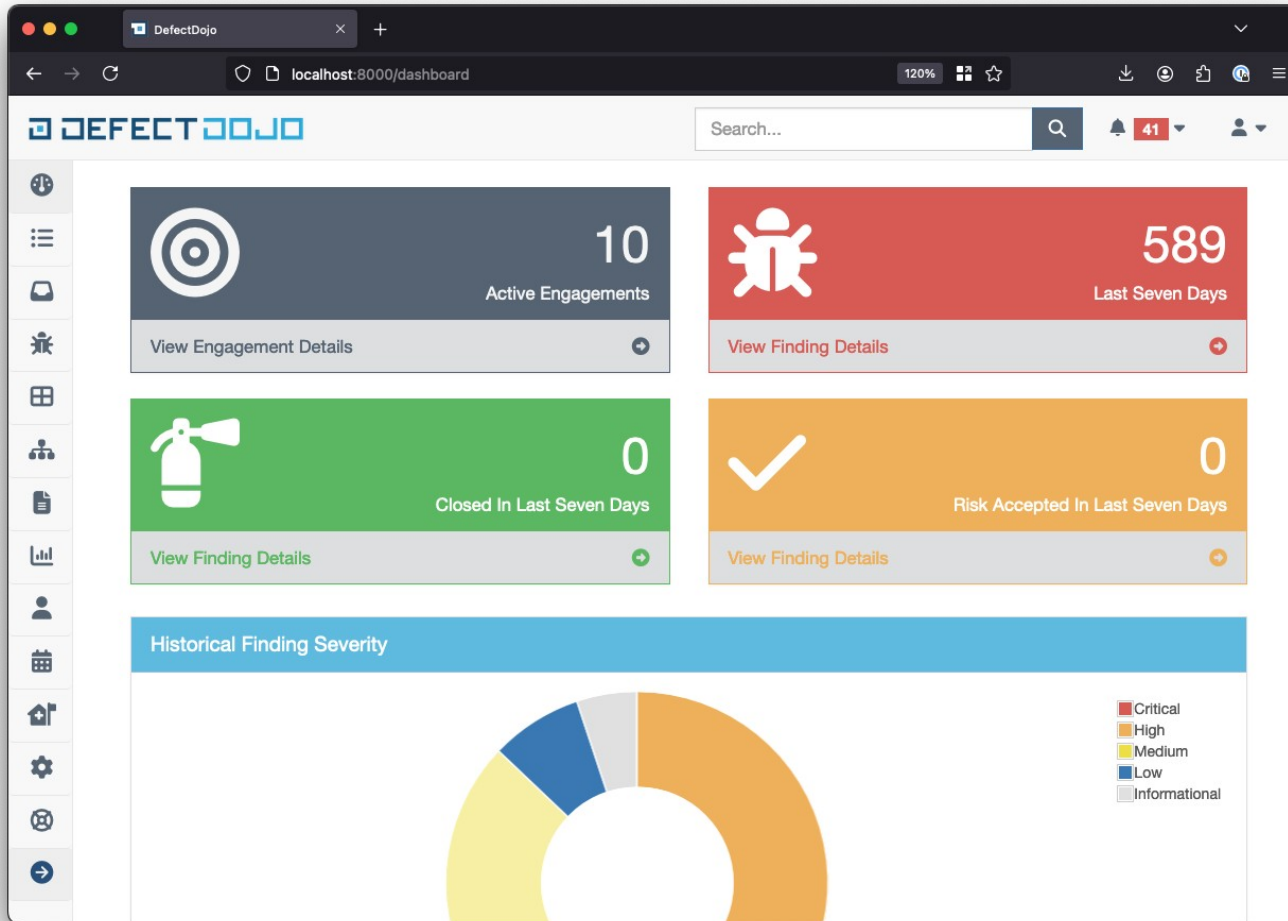 DefectDojo
localhost:8000/dashboard
120%
DEFECTDOJO
Search...
41
10
Active Engagements
View Engagement Details
589
Last Seven Days
View Finding Details
0
Closed In Last Seven Days
View Finding Details
0
Risk Accepted In Last Seven Days
View Finding Details
Historical Finding Severity
Critical
High
Medium
Low
Informational